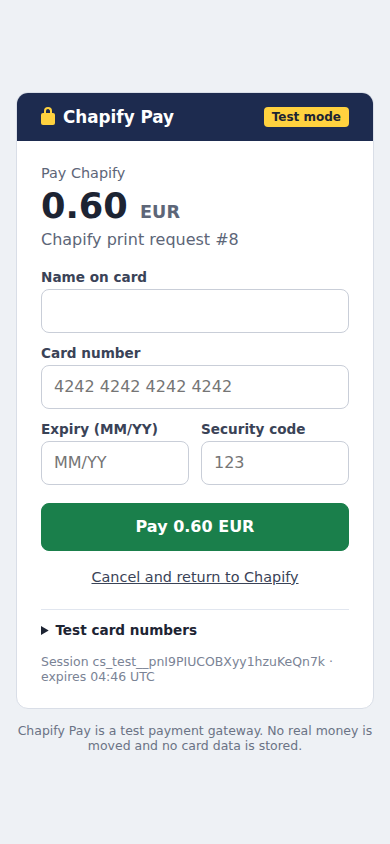 Chapify Pay
Test mode
Pay Chapify
0.60 EUR
Chapify print request #8
Name on card
Card number
4242 4242 4242 4242
Expiry (MM/YY)
Security code
MM/YY
123
Pay 0.60 EUR
Cancel and return to Chapify
Test card numbers
Session cs_test__pnI9PIUCOBXyy1hzuKeQn7k ·
expires 04:46 UTC
Chapify Pay is a test payment gateway. No real money is
moved and no card data is stored.